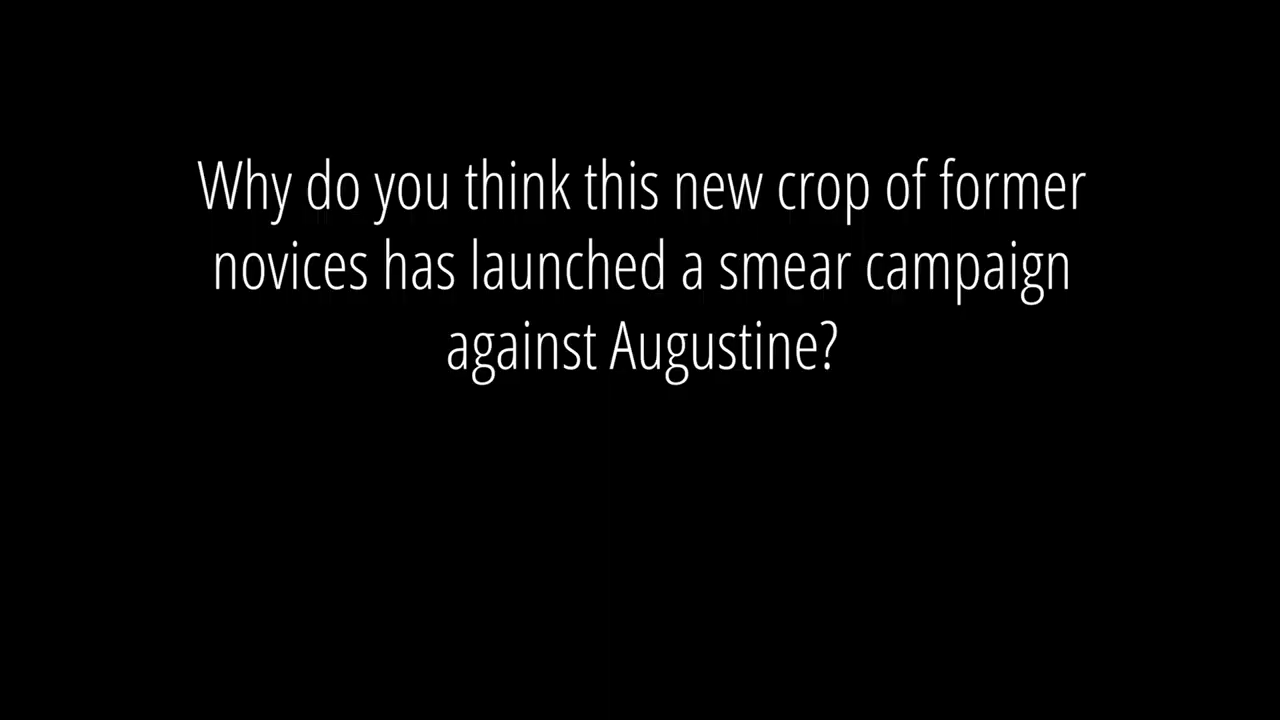 Why do you think this new crop of former
novices has launched a smear campaign
against Augustine?